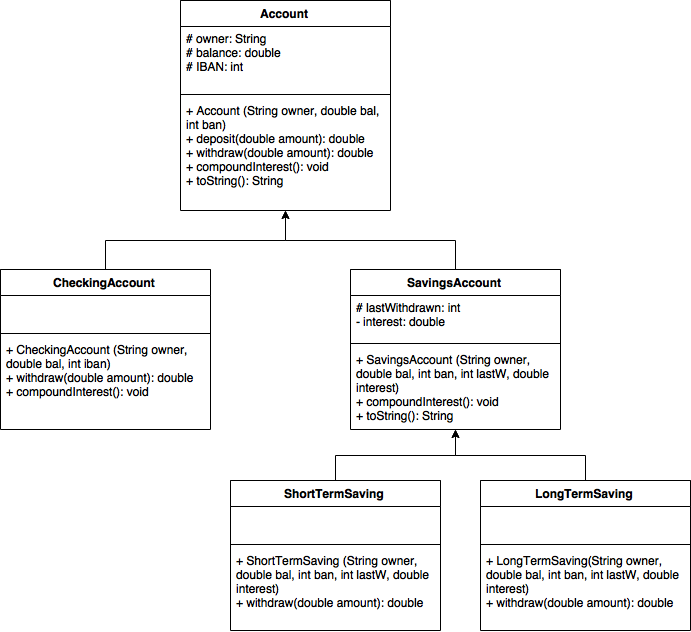 Account
# owner: String
# balance: double
# IBAN: int
+ Account (String owner, double bal,
int ban)
+ deposit(double amount): double
+ withdraw(double amount): double
+ compoundInterest(): void
+ toString(): String
CheckingAccount
+ CheckingAccount (String owner,
double bal, int iban)
+ withdraw(double amount): double
+ compoundInterest(): void
SavingsAccount
# lastWithdrawn: int
- interest: double
+ SavingsAccount (String owner,
double bal, int ban, int lastW, double
interest)
+ compoundInterest(): void
+ toString(): String
ShortTermSaving
+ ShortTermSaving (String owner,
double bal, int ban, int lastW, double
interest)
+ withdraw(double amount): double
LongTermSaving
+ LongTermSaving(String owner,
double bal, int ban, int lastW, double
interest)
+ withdraw(double amount): double